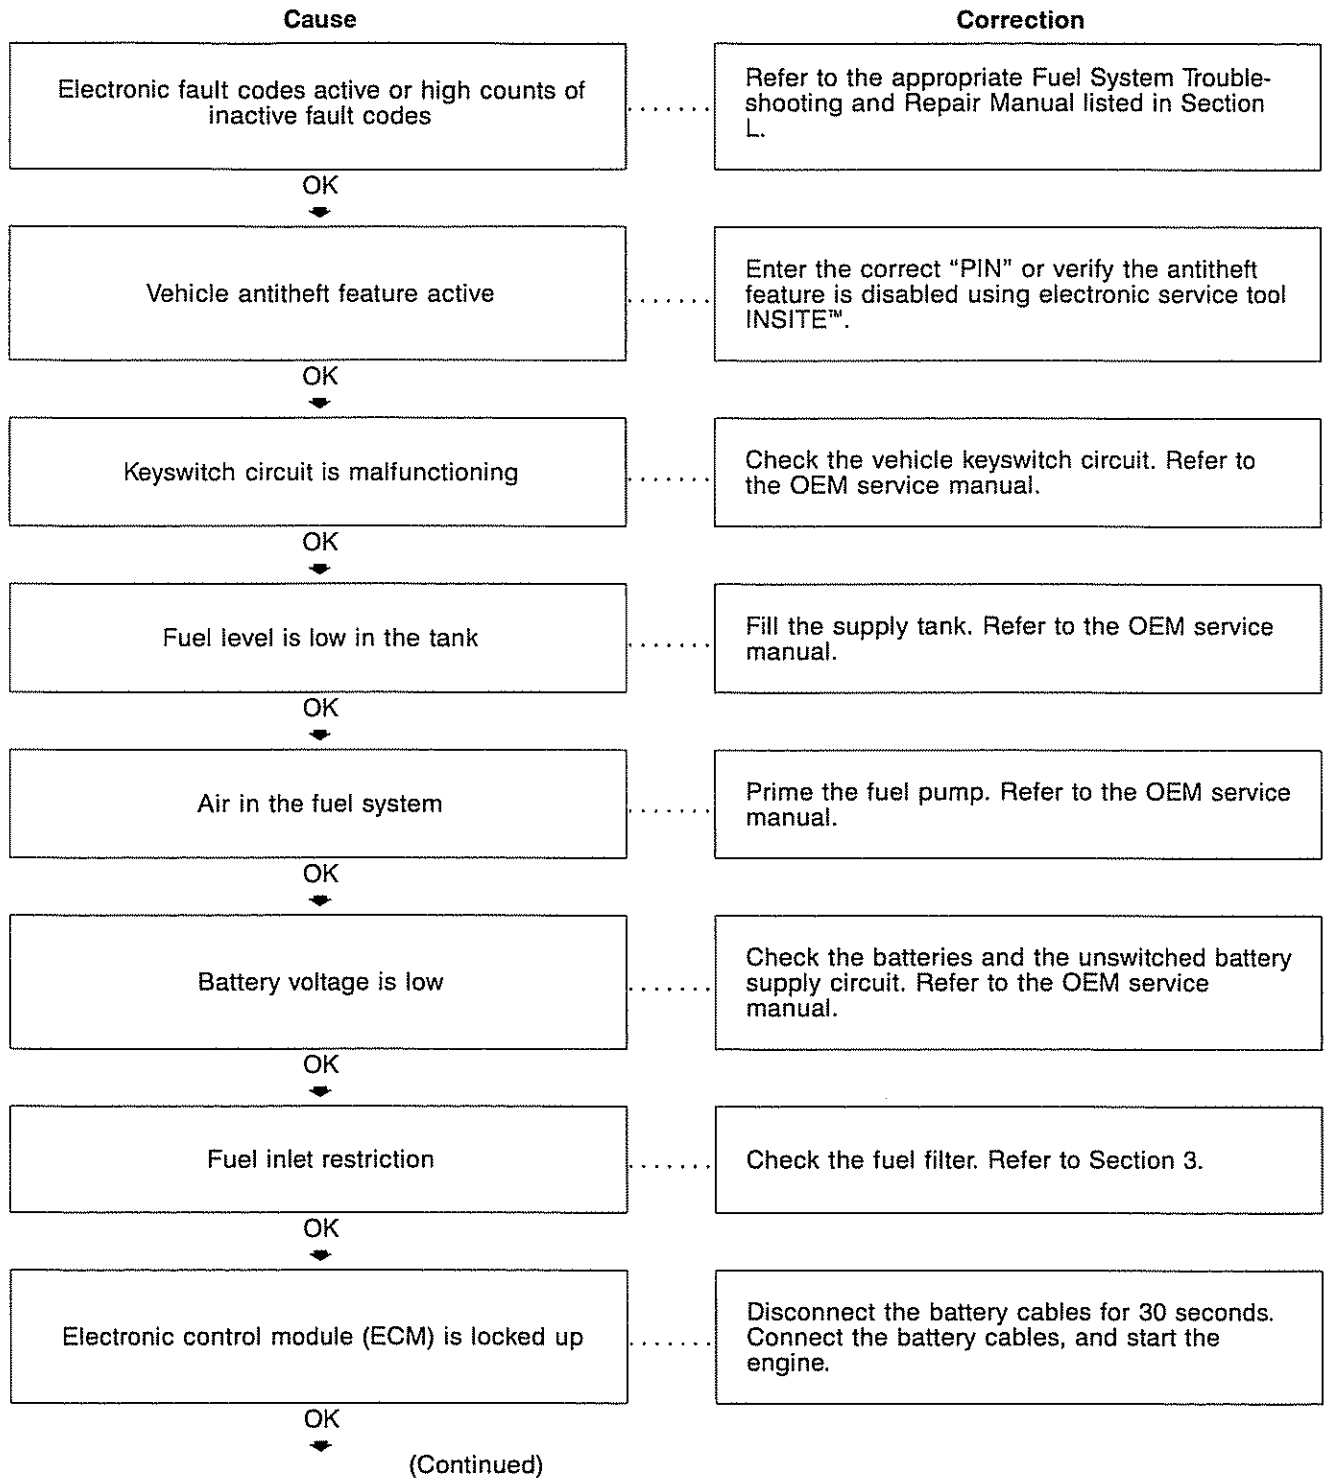 Cause
Correction
Electronic fault codes active or high counts of
inactive fault codes
. . . . . . .
Refer to the appropriate Fuel System Trouble-
shooting and Repair Manual listed in Section
L.
OK
Vehicle antitheft feature active
. . . . . . .
Enter the correct "PIN" or verify the antitheft
feature is disabled using electronic service tool
INSITE™.
OK
Keyswitch circuit is malfunctioning
. . . . . . .
Check the vehicle keyswitch circuit. Refer to
the OEM service manual.
OK
Fuel level is low in the tank
. . . . . . .
Fill the supply tank. Refer to the OEM service
manual.
OK
Air in the fuel system
. . . . . . .
Prime the fuel pump. Refer to the OEM service
manual.
OK
Battery voltage is low
. . . . . . .
Check the batteries and the unswitched battery
supply circuit. Refer to the OEM service
manual.
OK
Fuel inlet restriction
. . . . . . .
Check the fuel filter. Refer to Section 3.
OK
Electronic control module (ECM) is locked up
. . . . . . .
Disconnect the battery cables for 30 seconds.
Connect the battery cables, and start the
engine.
OK
(Continued)